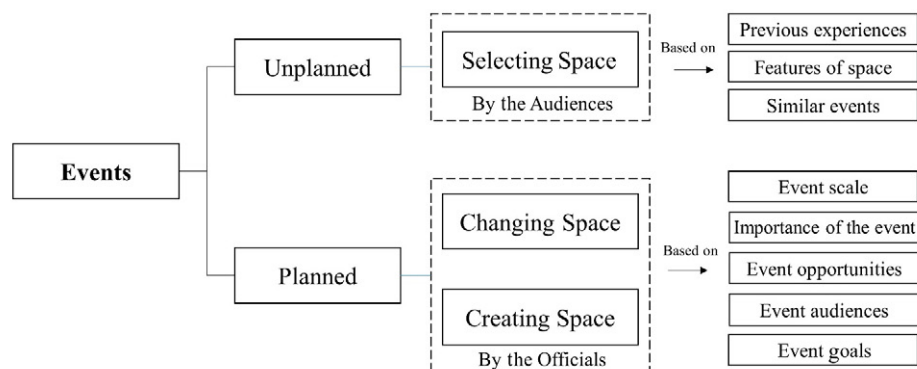 Events
Unplanned
Selecting Space
By the Audiences
Based on
Previous experiences
Features of space
Similar events
Planned
Changing Space
Creating Space
By the Officials
Based on
Event scale
Importance of the event
Event opportunities
Event audiences
Event goals